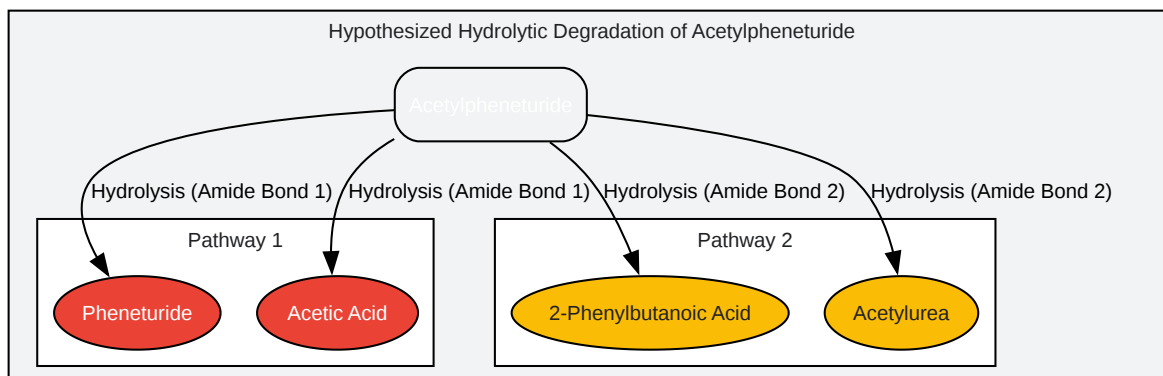 Hypothesized Hydrolytic Degradation of Acetylpheneturide
Acetylpheneturide
Hydrolysis (Amide Bond 1)
Hydrolysis (Amide Bond 1)
Hydrolysis (Amide Bond 2)
Hydrolysis (Amide Bond 2)
Pathway 1
Pathway 2
Pheneturide
Acetic Acid
2-Phenylbutanoic Acid
Acetylurea